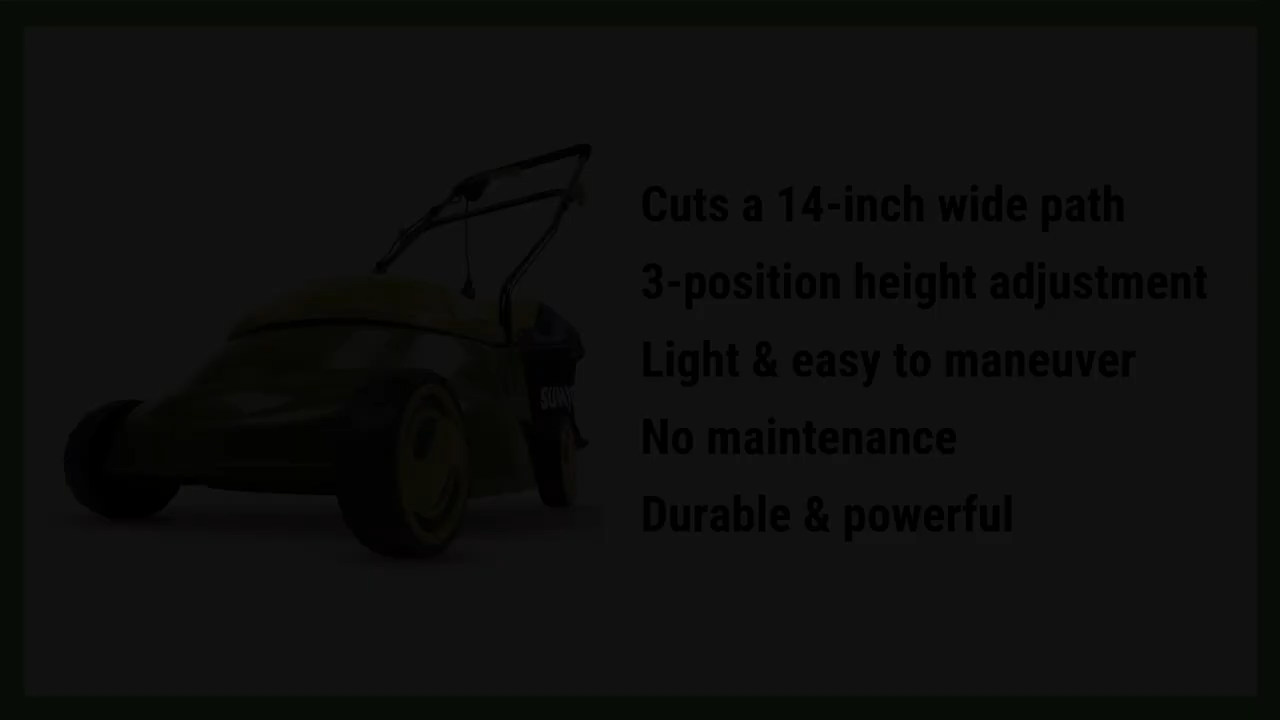 Cuts a 14-inch wide path
3-position height adjustment
Light & easy to maneuver
No maintenance
Durable & powerful